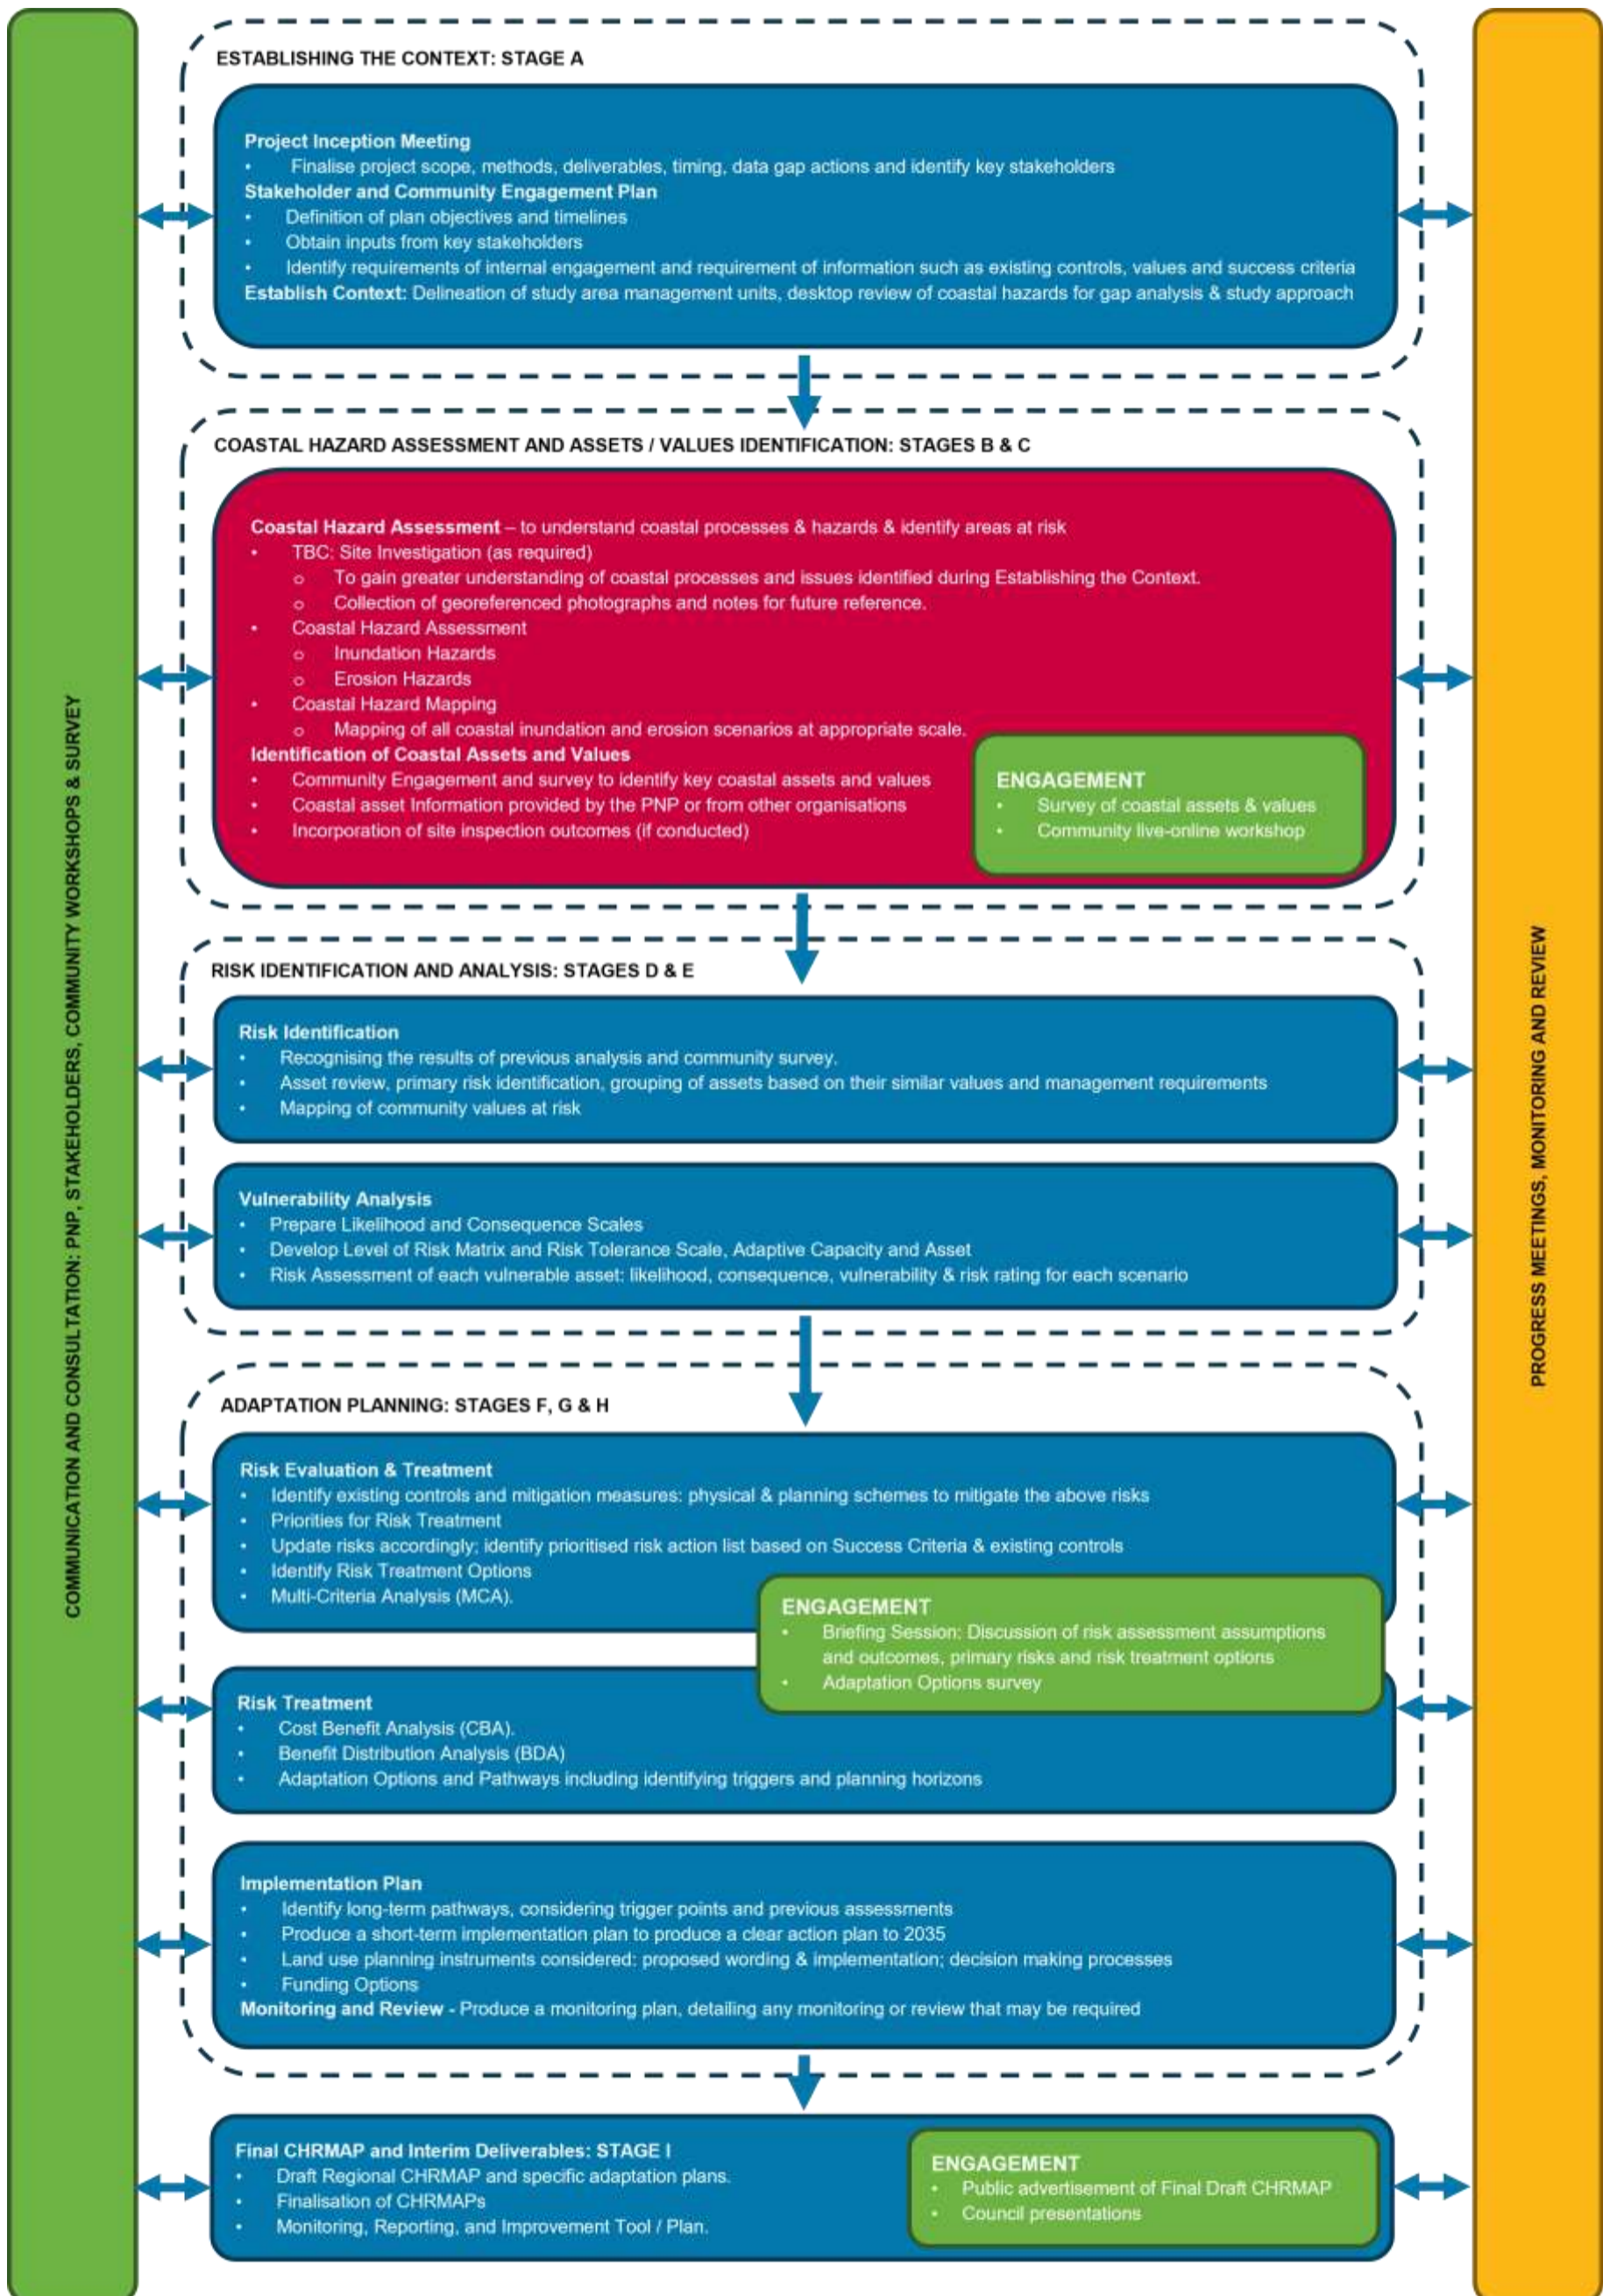 COMMUNICATION AND CONSULTATION: PNP, STAKEHOLDERS, COMMUNITY WORKSHOPS & SURVEY
ESTABLISHING THE CONTEXT: STAGE A
Project Inception Meeting
• Finalise project scope, methods, deliverables, timing, data gap actions and identify key stakeholders
Stakeholder and Community Engagement Plan
• Definition of plan objectives and timelines
• Obtain inputs from key stakeholders
• Identify requirements of internal engagement and requirement of information such as existing controls, values and success criteria
Establish Context: Delineation of study area management units, desktop review of coastal hazards for gap analysis & study approach
COASTAL HAZARD ASSESSMENT AND ASSETS / VALUES IDENTIFICATION: STAGES B & C
Coastal Hazard Assessment – to understand coastal processes & hazards & identify areas at risk
• TBC: Site Investigation (as required)
o To gain greater understanding of coastal processes and issues identified during Establishing the Context.
o Collection of georeferenced photographs and notes for future reference.
• Coastal Hazard Assessment
o Inundation Hazards
o Erosion Hazards
• Coastal Hazard Mapping
o Mapping of all coastal inundation and erosion scenarios at appropriate scale.
Identification of Coastal Assets and Values
• Community Engagement and survey to identify key coastal assets and values
• Coastal asset Information provided by the PNP or from other organisations
• Incorporation of site inspection outcomes (if conducted)
ENGAGEMENT
• Survey of coastal assets & values
• Community live-online workshop
RISK IDENTIFICATION AND ANALYSIS: STAGES D & E
Risk Identification
• Recognising the results of previous analysis and community survey.
• Asset review, primary risk identification, grouping of assets based on their similar values and management requirements
• Mapping of community values at risk
Vulnerability Analysis
• Prepare Likelihood and Consequence Scales
• Develop Level of Risk Matrix and Risk Tolerance Scale, Adaptive Capacity and Asset
• Risk Assessment of each vulnerable asset: likelihood, consequence, vulnerability & risk rating for each scenario
ADAPTATION PLANNING: STAGES F, G & H
Risk Evaluation & Treatment
• Identify existing controls and mitigation measures: physical & planning schemes to mitigate the above risks
• Priorities for Risk Treatment
• Update risks accordingly; identify prioritised risk action list based on Success Criteria & existing controls
• Identify Risk Treatment Options
• Multi-Criteria Analysis (MCA).
ENGAGEMENT
• Briefing Session: Discussion of risk assessment assumptions
and outcomes, primary risks and risk treatment options
• Adaptation Options survey
Risk Treatment
• Cost Benefit Analysis (CBA).
• Benefit Distribution Analysis (BDA)
• Adaptation Options and Pathways including identifying triggers and planning horizons
Implementation Plan
• Identify long-term pathways, considering trigger points and previous assessments
• Produce a short-term implementation plan to produce a clear action plan to 2035
• Land use planning instruments considered: proposed wording & implementation; decision making processes
• Funding Options
Monitoring and Review - Produce a monitoring plan, detailing any monitoring or review that may be required
Final CHRMAP and Interim Deliverables: STAGE I
• Draft Regional CHRMAP and specific adaptation plans.
• Finalisation of CHRMAPs
• Monitoring, Reporting, and Improvement Tool / Plan.
ENGAGEMENT
• Public advertisement of Final Draft CHRMAP
• Council presentations
PROGRESS MEETINGS, MONITORING AND REVIEW